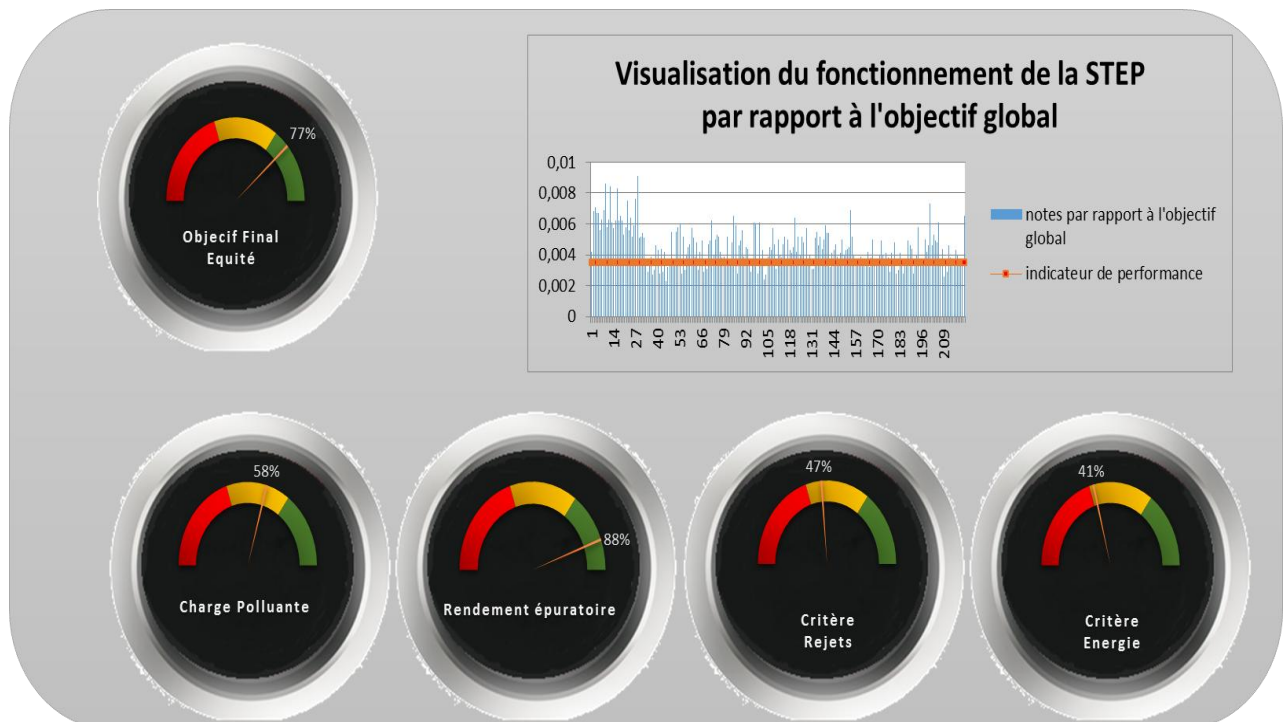 77%
Objecif Final
Equité
Visualisation du fonctionnement de la STEP
par rapport à l'objectif global
0,01
0,008
0,006
0,004
0,002
0
1
14
27
40
53
66
79
92
105
118
131
144
157
170
183
196
209
notes par rapport à l'objectif
global
indicateur de performance
58%
Charge Polluante
88%
Rendement épuratoire
47%
Critère
Rejets
41%
Critère
Energie